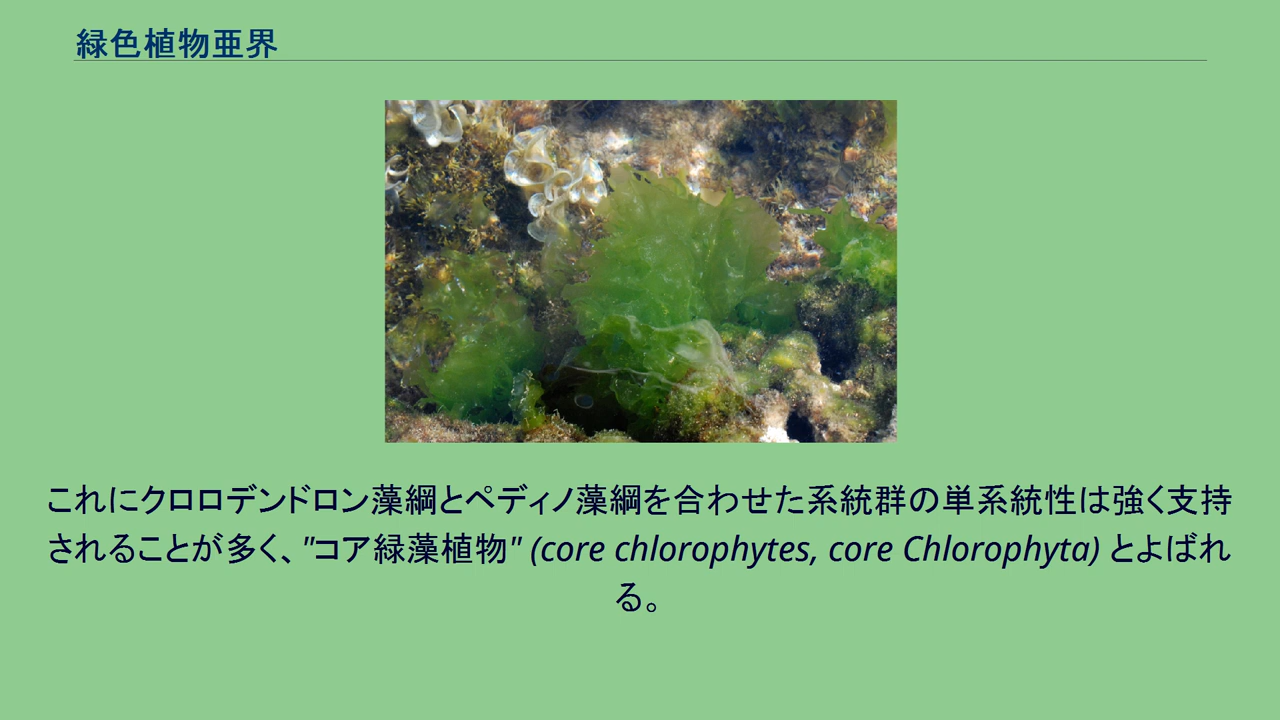 緑色植物亜界
これにクロロデンドロン藻綱とペディノ藻綱を合わせた系統群の単系統性は強く支持
されることが多く、"コア緑藻植物" (core chlorophytes, core Chlorophyta) とよばれ
る。